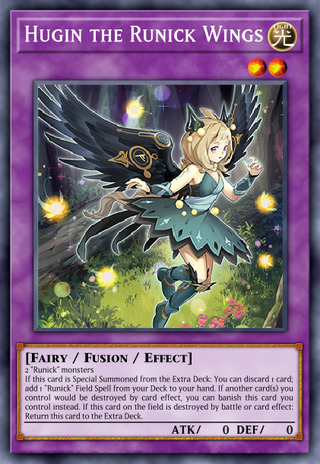 Hugin the Runick Wings
LIGHT
光
[Fairy / Fusion / Effect]
2 "Runick" monsters
If this card is Special Summoned from the Extra Deck: You can discard 1 card;
add 1 "Runick" Field Spell from your Deck to your hand. If another card(s) you
control would be destroyed by card effect, you can banish this card you
control instead. If this card on the field is destroyed by battle or card effect:
Return this card to the Extra Deck.
ATK/ 0 DEF/ 0